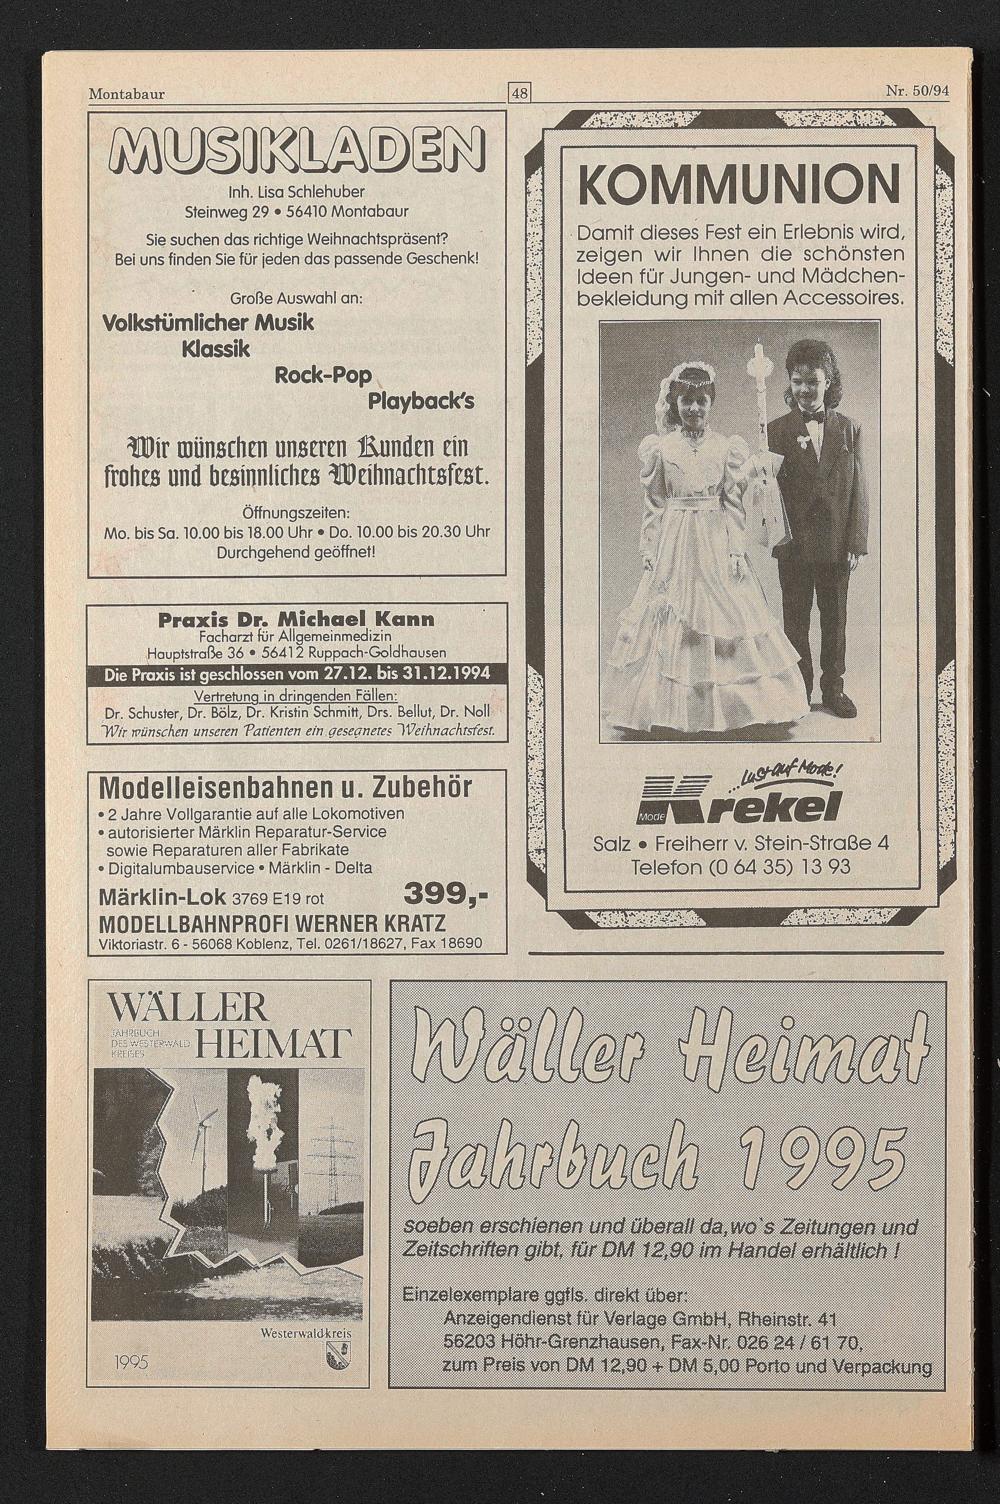 Montabaur
48
Nr. 50/94
MUSIKLADEN
Inh. Lisa Schlehuber
Steinweg 29 • 56410 Montabaur
Sie suchen das richtige Weihnachtspräsent?
Bei uns finden Sie für jeden das passende Geschenk!
Große Auswahl an:
Volkstümlicher Musik
Klassik
Rock-Pop
Playback's
Wir wünschen unseren Kunden ein
frohes und besinnliches Weihnachtsfest.
Öffnungszeiten:
Mo. bis Sa. 10.00 bis 18.00 Uhr • Do. 10.00 bis 20.30 Uhr
Durchgehend geöffnet!
Praxis Dr. Michael Kann
Facharzt für Allgemeinmedizin
Hauptstraße 36 • 56412 Ruppach-Goldhausen
Die Praxis ist geschlossen vom 27.12. bis 31.12.1994
Vertretung in dringenden Fällen:
Dr. Schuster, Dr. Bölz, Dr. Kristin Schmitt, Drs. Bellut, Dr. Noll
Wir wünschen unseren Patienten ein gesegnetes Weihnachtsfest.
Modelleisenbahnen u. Zubehör
• 2 Jahre Vollgarantie auf alle Lokomotiven
• autorisierter Märklin Reparatur-Service
sowie Reparaturen aller Fabrikate
• Digitalumbauservice • Märklin - Delta
Märklin-Lok 3769 E19 rot 399,-
MODELLBAHNPROFI WERNER KRATZ
Viktoriastr. 6 - 56068 Koblenz, Tel. 0261/18627, Fax 18690
KOMMUNION
Damit dieses Fest ein Erlebnis wird,
zeigen wir Ihnen die schönsten
Ideen für Jungen- und Mädchen-
bekleidung mit allen Accessoires.
...Lust auf Mode!
Mode Krekel
Salz • Freiherr v. Stein-Straße 4
Telefon (0 64 35) 13 93
WÄLLER
JAHRBUCH
DES WESTERWALD
KREISES
HEIMAT
Westerwaldkreis
1995
Wäller Heimat
Jahrbuch 1995
soeben erschienen und überall da, wo`s Zeitungen und
Zeitschriften gibt, für DM 12,90 im Handel erhältlich !
Einzelexemplare ggfls. direkt über:
Anzeigendienst für Verlage GmbH, Rheinstr. 41
56203 Höhr-Grenzhausen, Fax-Nr. 026 24 / 61 70,
zum Preis von DM 12,90 + DM 5,00 Porto und Verpackung